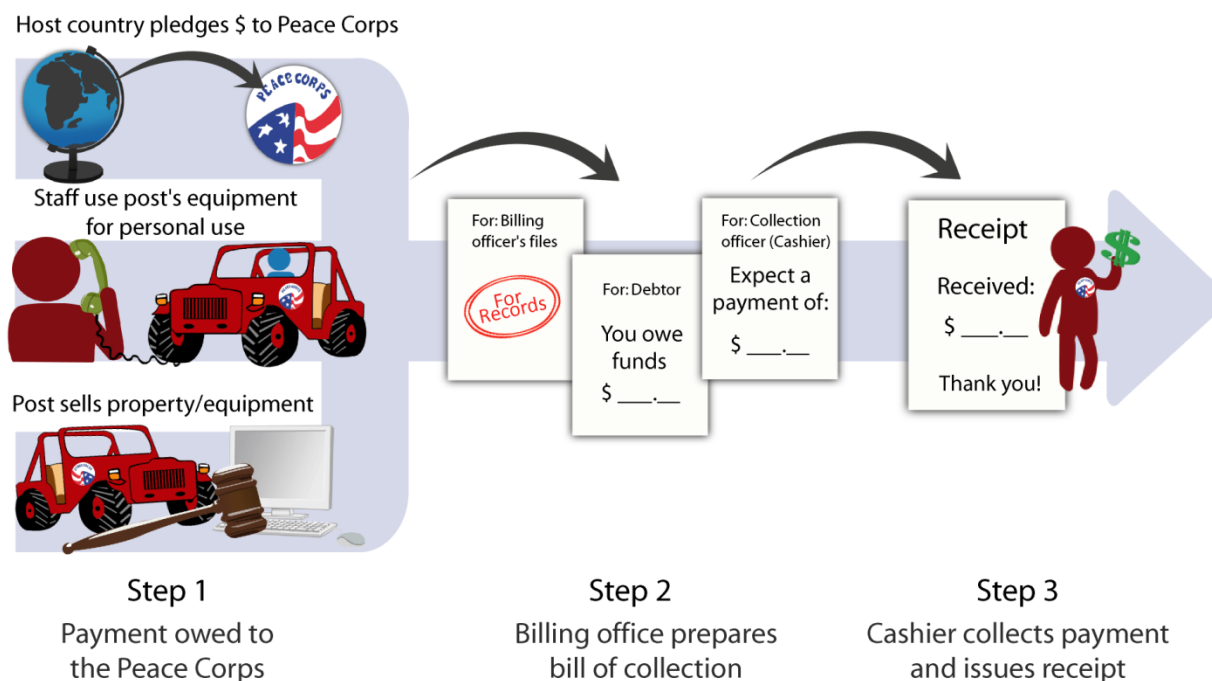 Host country pledges $ to Peace Corps
PEACE CORPS
Staff use post's equipment
for personal use
Post sells property/equipment
For: Billing
officer's files
For
Records
For: Debtor
You owe
funds
$ ___.__
For: Collection
officer (Cashier)
Expect a
payment of:
$ ___.__
Receipt
Received:
$ ___.__
Thank you!
$
Step 1
Payment owed to
the Peace Corps
Step 2
Billing office prepares
bill of collection
Step 3
Cashier collects payment
and issues receipt